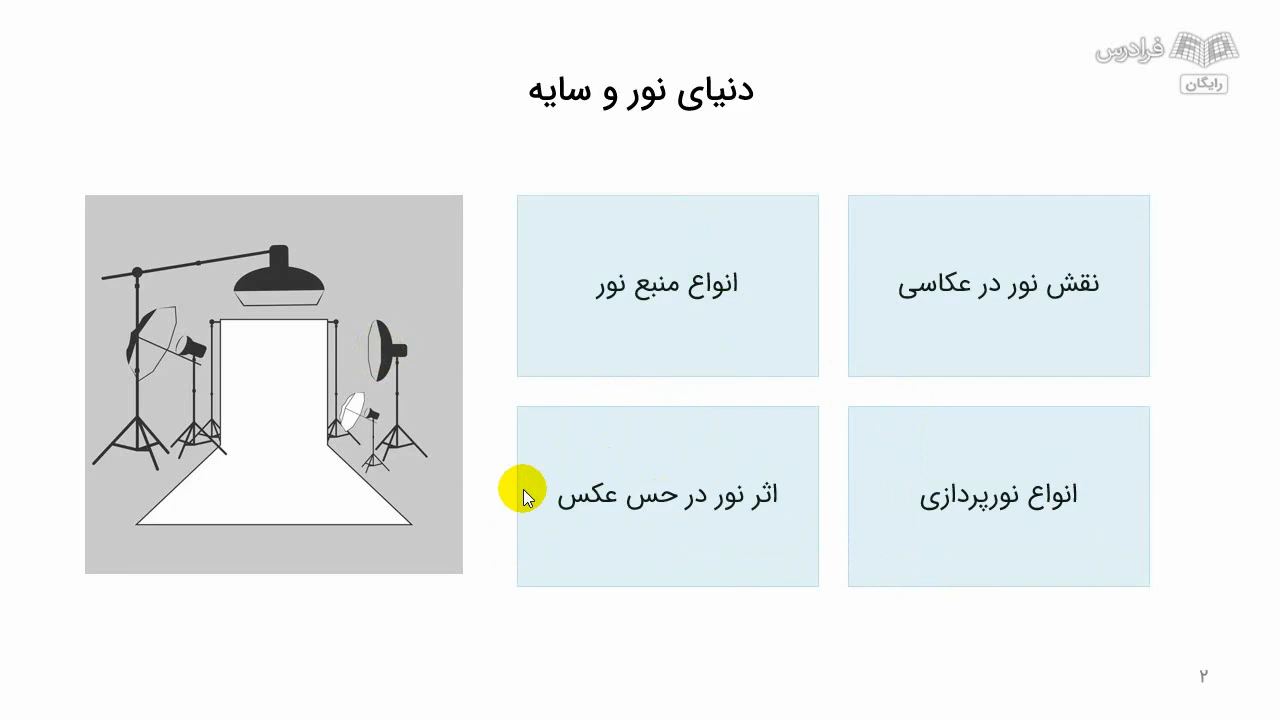 فرادرس
رایگان
دنیای نور و سایه
نقش نور در عکاسی
انواع منبع نور
انواع نورپردازی
اثر نور در حس عکس
۲